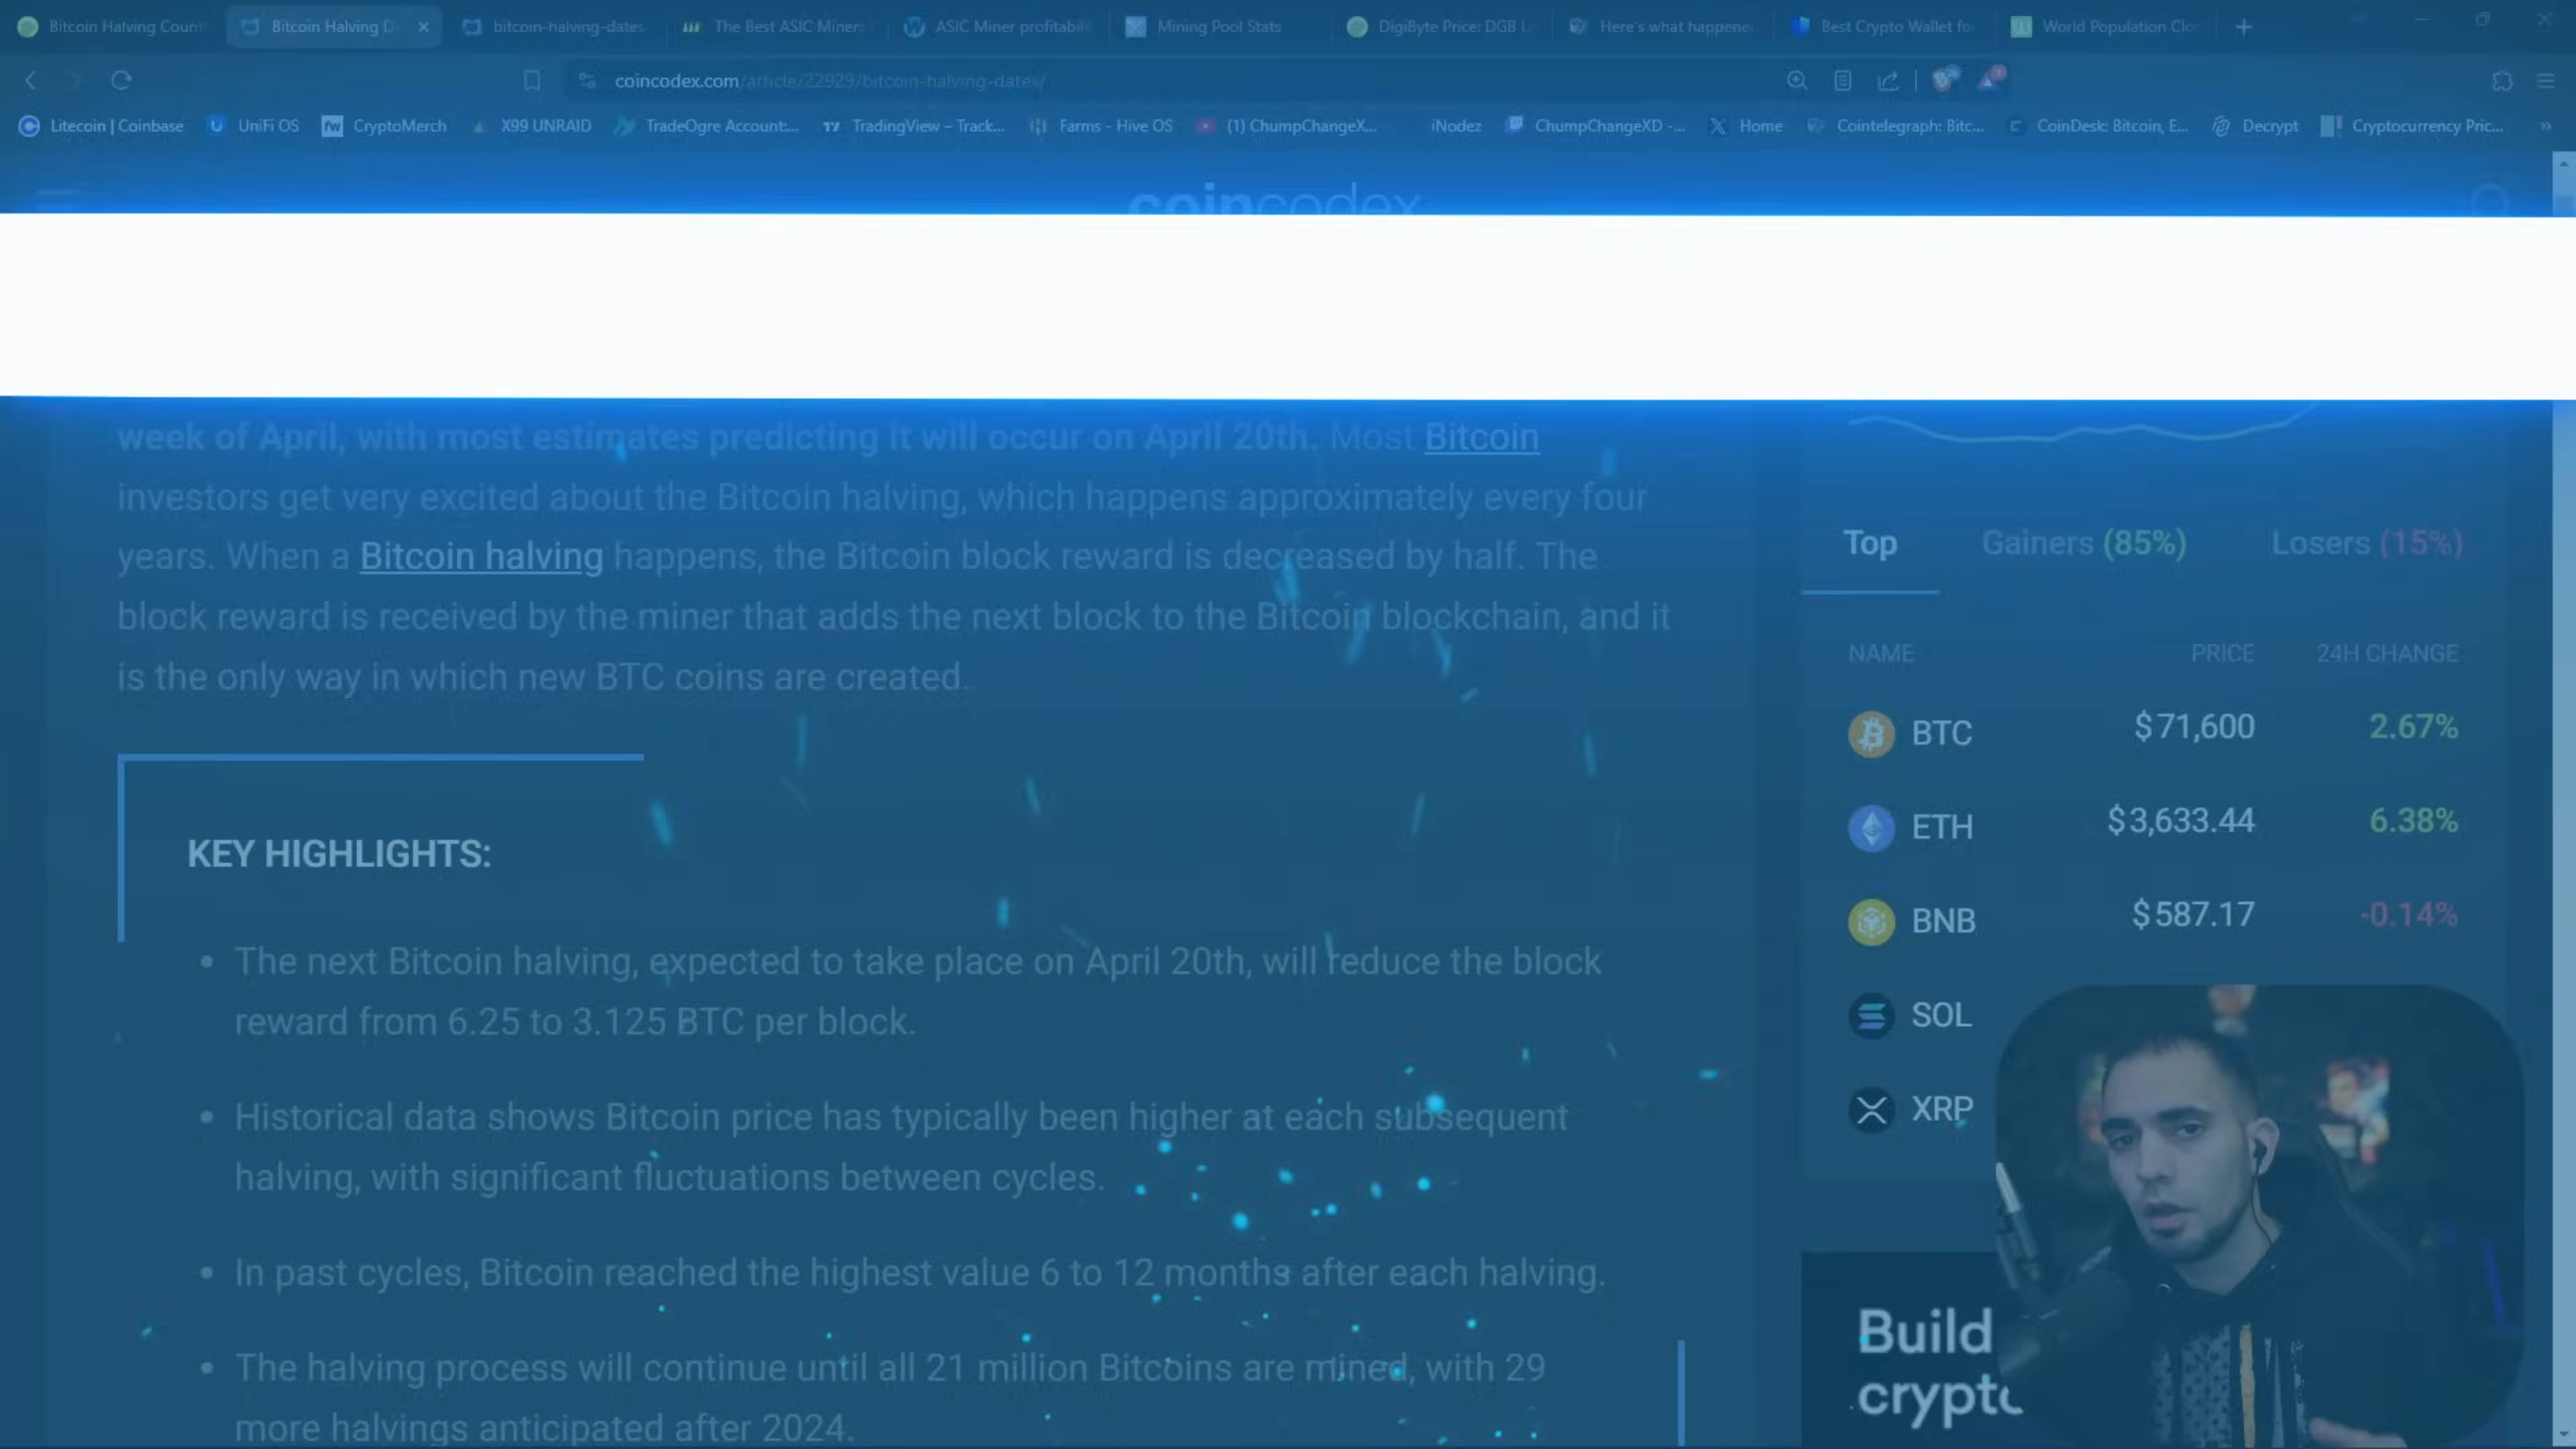 Bitcoin Halving Count
Bitcoin Halving D
bitcoin-halving-dates
The Best ASIC Miners
ASIC Miner profitabili
Mining Pool Stats
DigiByte Price: DGB L
Here's what happene
Best Crypto Wallet fo
World Population Clo
coincodex.com/article/22929/bitcoin-halving-dates/
Litecoin | Coinbase
UniFi OS
CryptoMerch
X99 UNRAID
TradeOgre Account:...
TradingView – Track...
Farms - Hive OS
(1) ChumpChangeX...
iNodez
ChumpChangeXD -...
Home
Cointelegraph: Bitc...
CoinDesk: Bitcoin, E...
Decrypt
Cryptocurrency Pric...
coincodex
week of April, with most estimates predicting it will occur on April 20th. Most Bitcoin
investors get very excited about the Bitcoin halving, which happens approximately every four
years. When a Bitcoin halving happens, the Bitcoin block reward is decreased by half. The
block reward is received by the miner that adds the next block to the Bitcoin blockchain, and it
is the only way in which new BTC coins are created.
KEY HIGHLIGHTS:
• The next Bitcoin halving, expected to take place on April 20th, will reduce the block
reward from 6.25 to 3.125 BTC per block.
• Historical data shows Bitcoin price has typically been higher at each subsequent
halving, with significant fluctuations between cycles.
• In past cycles, Bitcoin reached the highest value 6 to 12 months after each halving.
• The halving process will continue until all 21 million Bitcoins are mined, with 29
more halvings anticipated after 2024.
Top Gainers (85%) Losers (15%)
NAME PRICE 24H CHANGE
BTC $71,600 2.67%
ETH $3,633.44 6.38%
BNB $587.17 -0.14%
SOL
XRP
Build
crypto